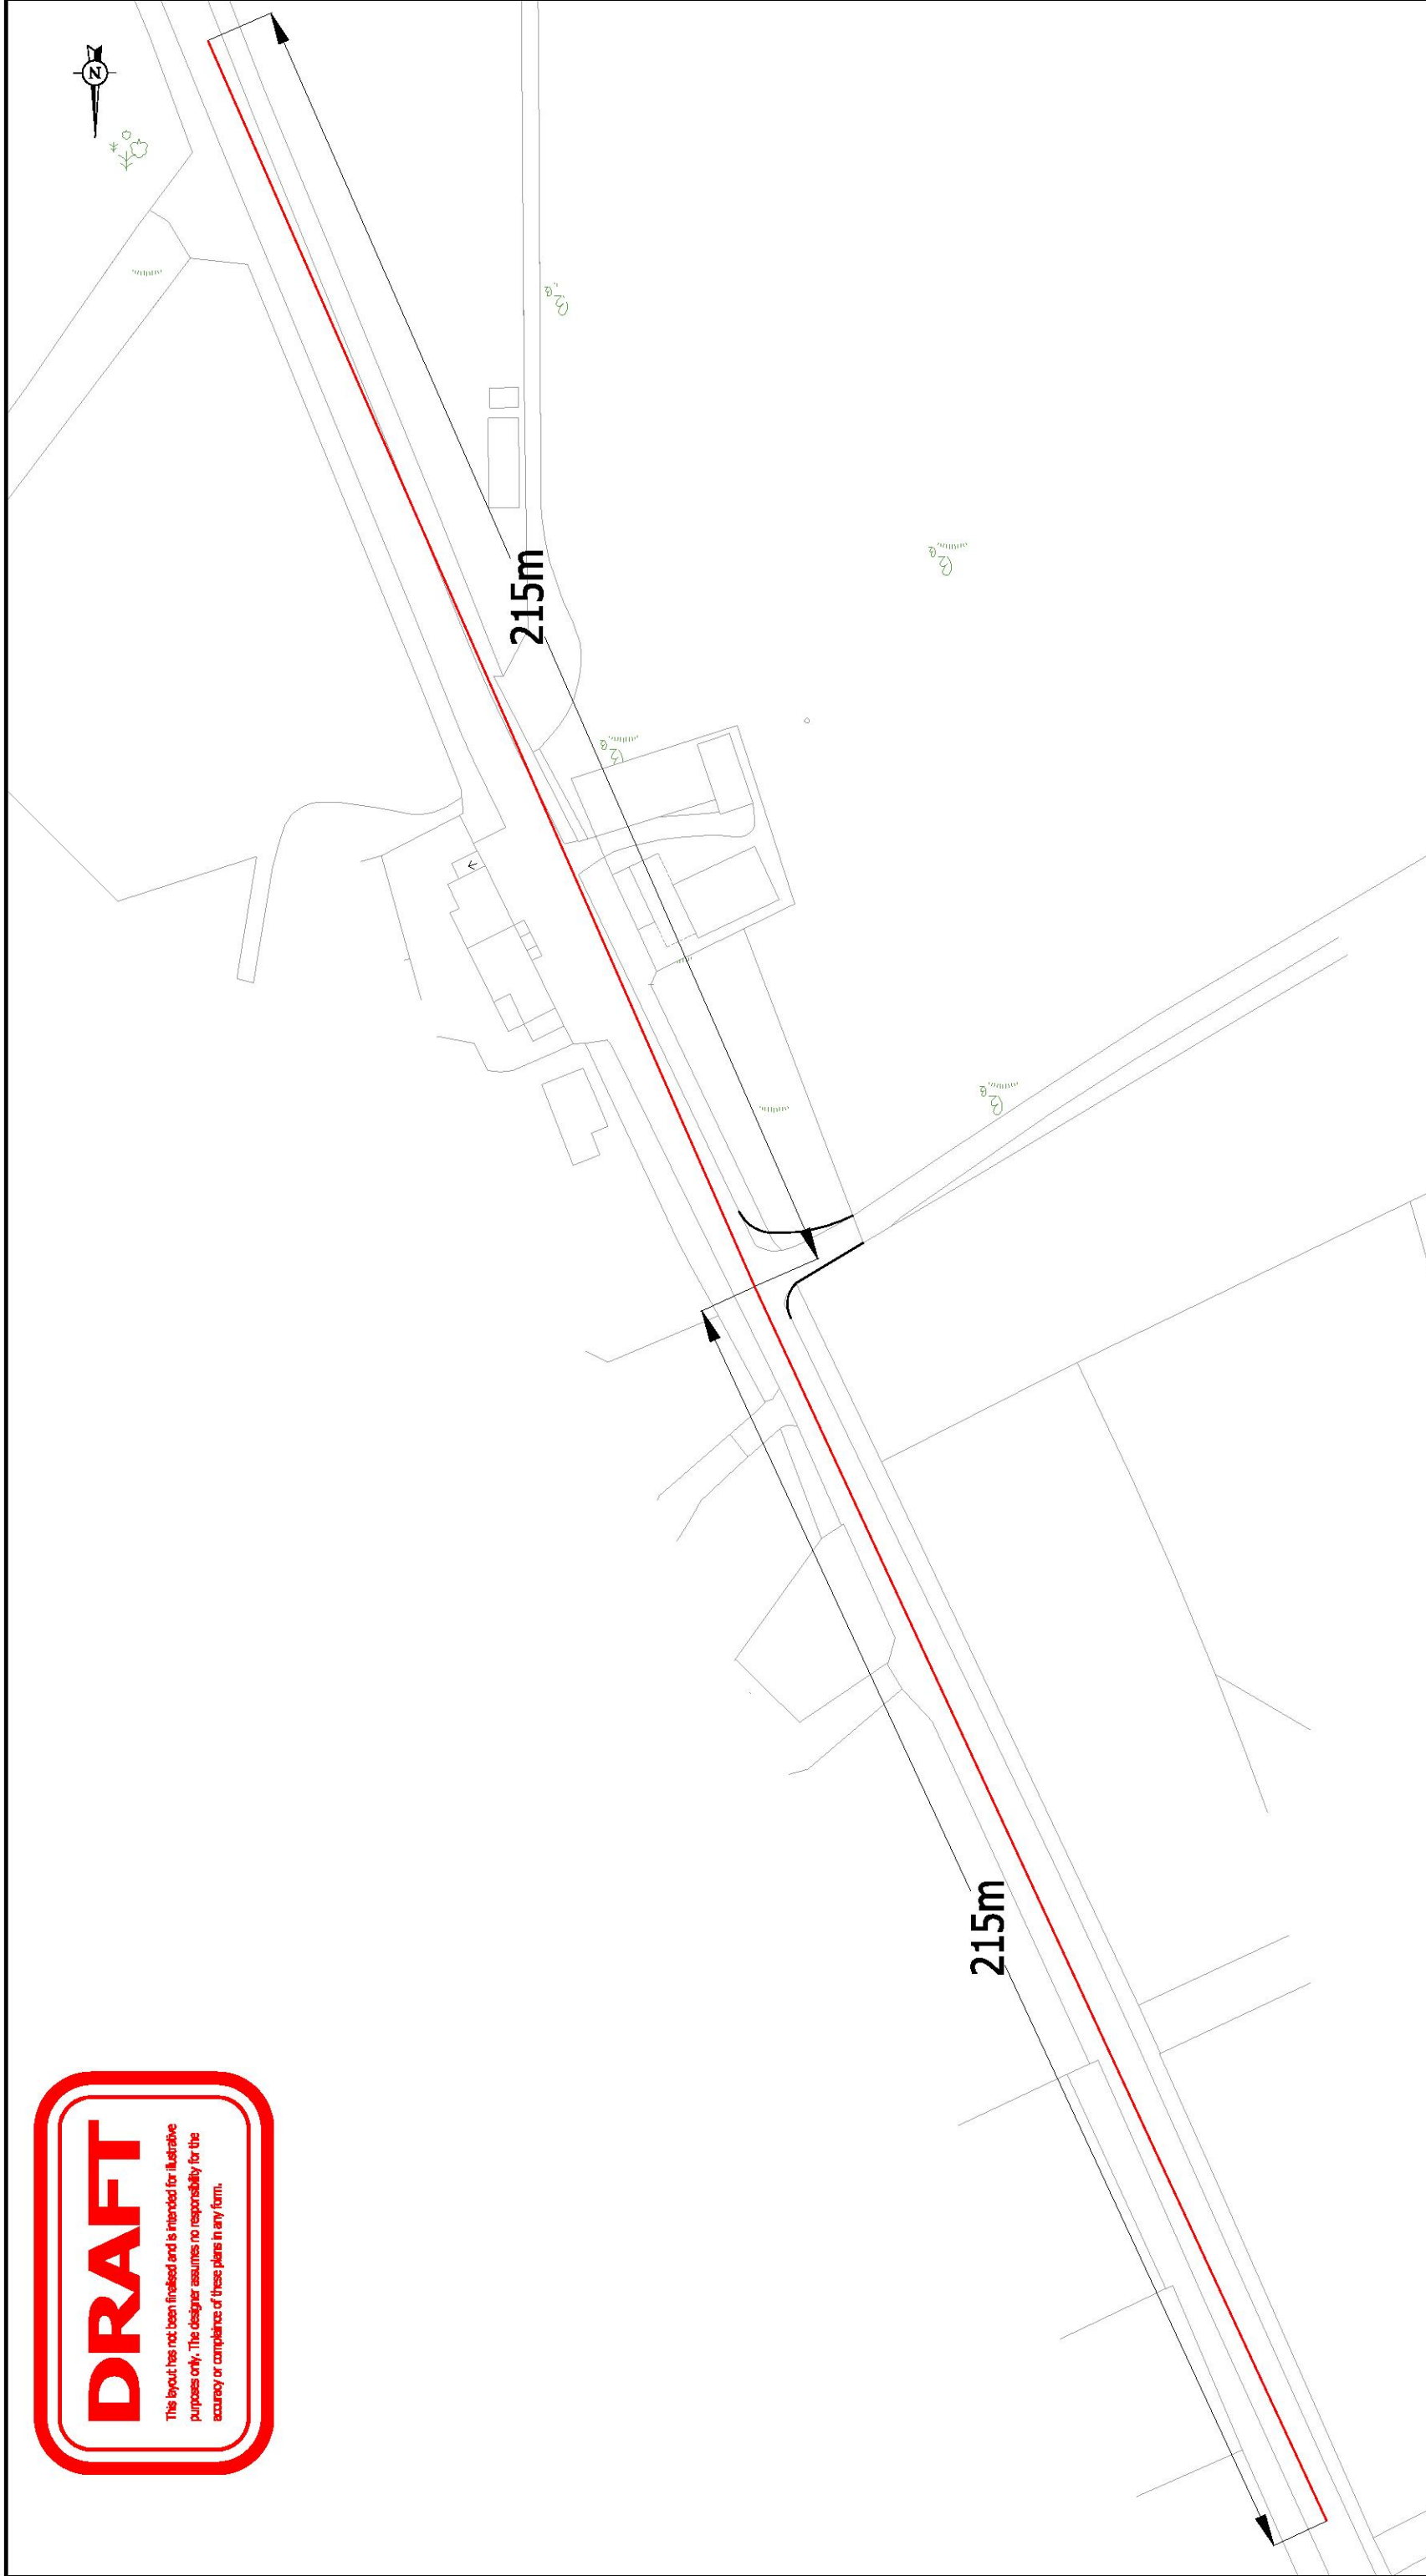 N
215m
215m
DRAFT
This layout has not been finalised and is intended for illustrative
purposes only. The designer assumes no responsibility for the
accuracy or complaince of these plans in any form.